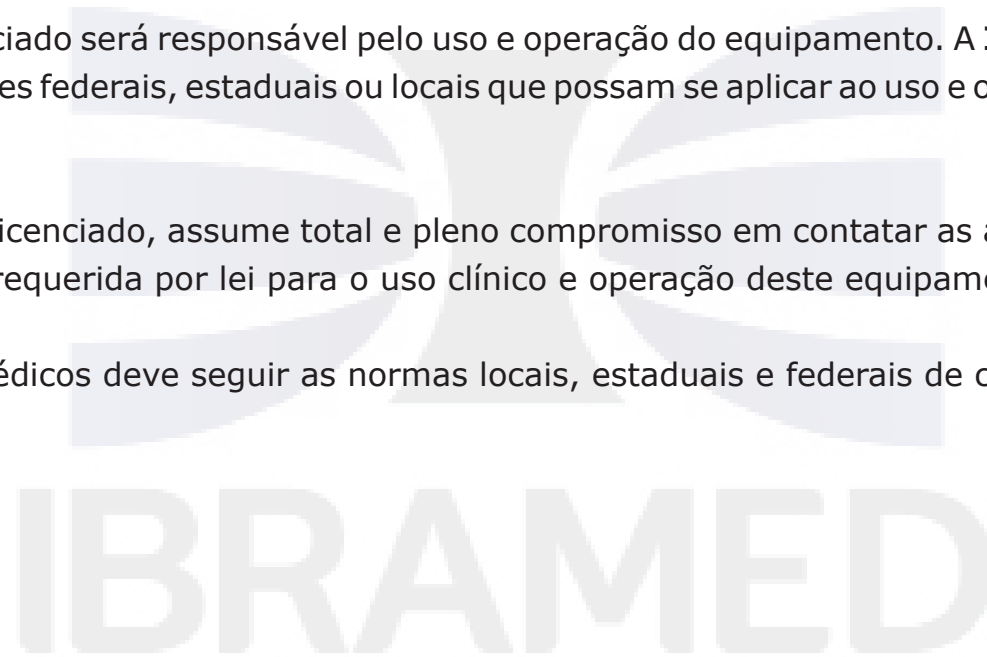 ciado será responsável pelo uso e operação do equipamento. A I
es federais, estaduais ou locais que possam se aplicar ao uso e o
icenciado, assume total e pleno compromisso em contatar as a
requerida por lei para o uso clínico e operação deste equipame
édicos deve seguir as normas locais, estaduais e federais de c
IBRAMED